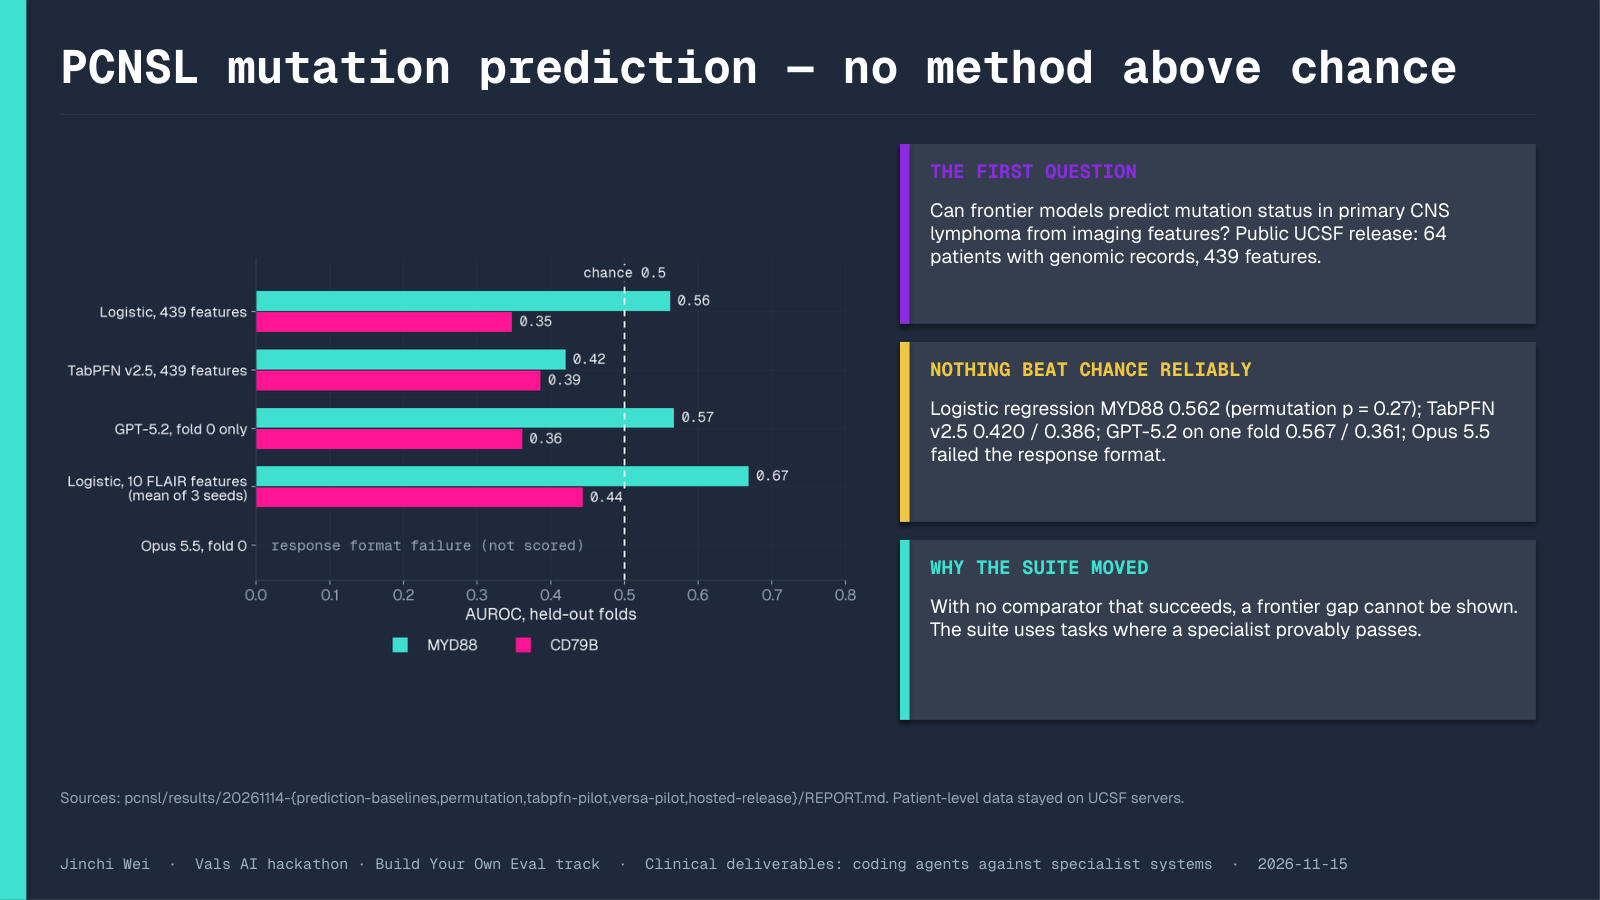 PCNSL mutation prediction — no method above chance
chance 0.5
Logistic, 439 features
0.56
0.35
TabPFN v2.5, 439 features
0.42
0.39
GPT-5.2, fold 0 only
0.57
0.36
Logistic, 10 FLAIR features
(mean of 3 seeds)
0.67
0.44
Opus 5.5, fold 0
response format failure (not scored)
0.0 0.1 0.2 0.3 0.4 0.5 0.6 0.7 0.8
AUROC, held-out folds
MYD88 CD79B
THE FIRST QUESTION
Can frontier models predict mutation status in primary CNS
lymphoma from imaging features? Public UCSF release: 64
patients with genomic records, 439 features.
NOTHING BEAT CHANCE RELIABLY
Logistic regression MYD88 0.562 (permutation p = 0.27); TabPFN
v2.5 0.420 / 0.386; GPT-5.2 on one fold 0.567 / 0.361; Opus 5.5
failed the response format.
WHY THE SUITE MOVED
With no comparator that succeeds, a frontier gap cannot be shown.
The suite uses tasks where a specialist provably passes.
Sources: pcnsl/results/20261114-{prediction-baselines,permutation,tabpfn-pilot,versa-pilot,hosted-release}/REPORT.md. Patient-level data stayed on UCSF servers.
Jinchi Wei · Vals AI hackathon · Build Your Own Eval track · Clinical deliverables: coding agents against specialist systems · 2026-11-15